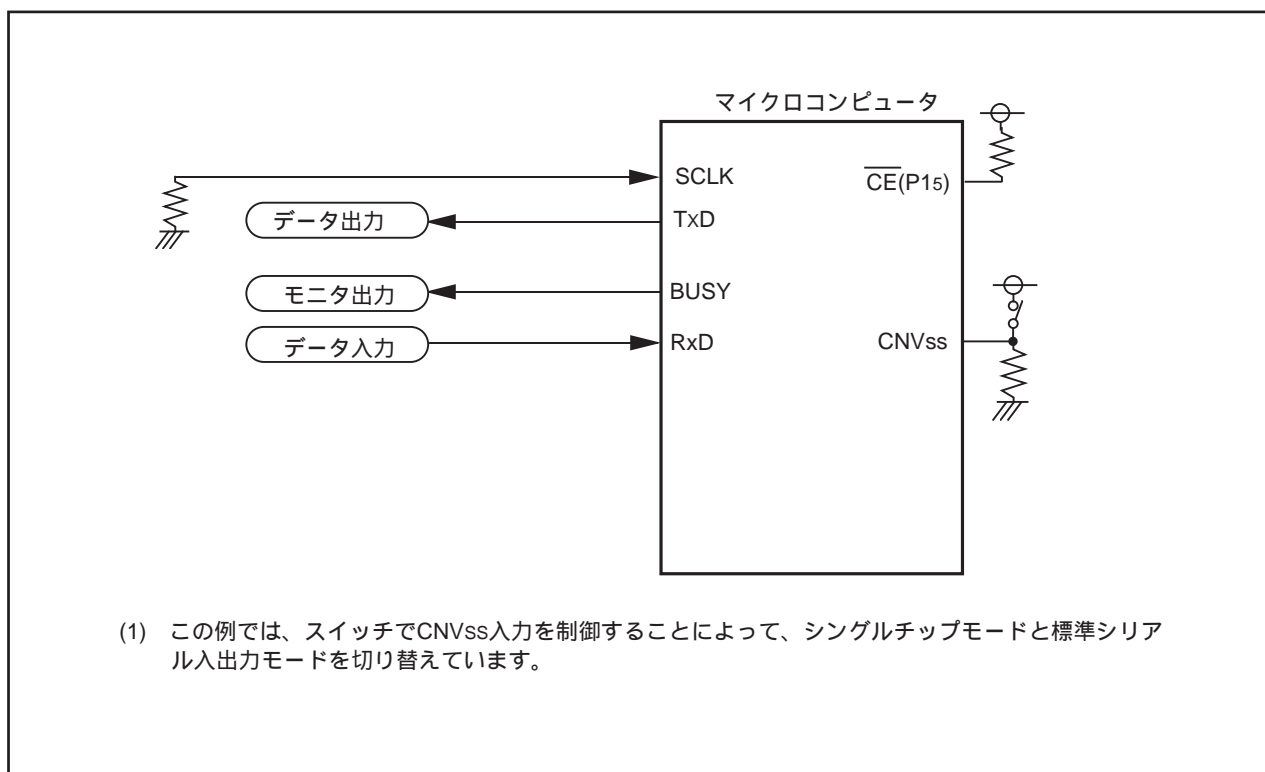 マイクロコンピュータ
SCLK
CE(P15)
データ出力
TxD
モニタ出力
BUSY
データ入力
RxD
CNVss
(1) この例では、スイッチでCNVss入力を制御することによって、シングルチップモードと標準シリア
ル入出力モードを切り替えています。